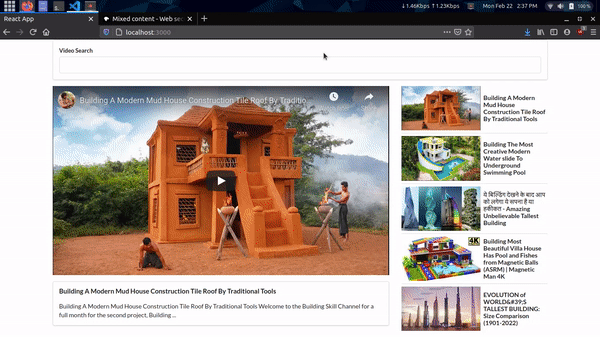 ↓1.46Kbps ↑1.23Kbps
Mon Feb 22 2:37 PM
100%
React App
Mixed content - Web sec
localhost:3000
Video Search
Building A Modern Mud House Construction Tile Roof By Traditio...
Building A Modern Mud House Construction Tile Roof By Traditional Tools
Building A Modern Mud House Construction Tile Roof By Traditional Tools Welcome to the Building Skill Channel for a
full month for the second project, Building ...
Building A Modern
Mud House
Construction Tile Roof
By Traditional Tools
Building The Most
Creative Modern
Water slide To
Underground
Swimming Pool
ये बिल्डिंग देखने के बाद आप
को लगेगा ये सपना है या
हकीकत - Amazing
Unbelievable Tallest
Building
4K
Building Most
Beautiful Villa House
Has Pool and Fishes
from Magnetic Balls
(ASRM) | Magnetic
Man 4K
EVOLUTION of
WORLD&#39;S
TALLEST BUILDING:
Size Comparison
(1901-2022)